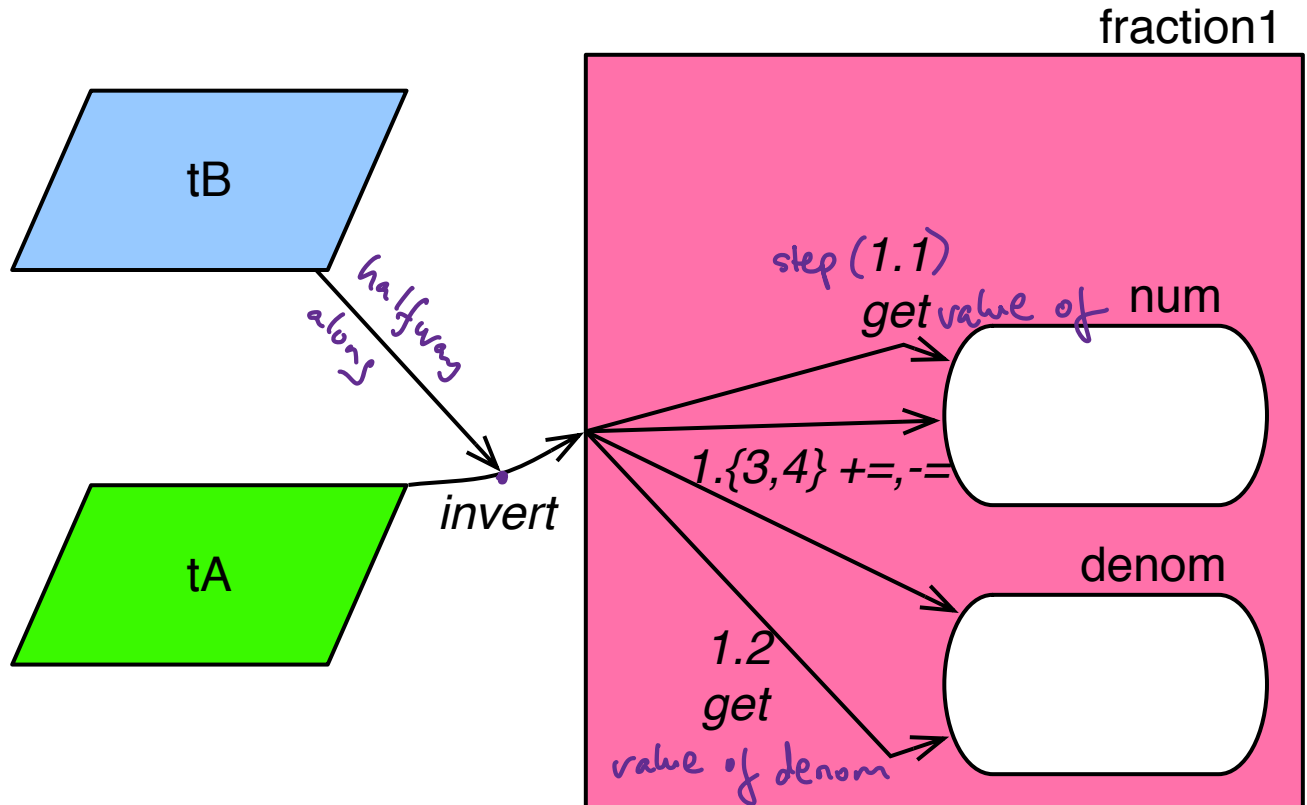 fraction1
tB
halfway
along
step (1.1)
get value of
num
1.{3,4} +=,-=
invert
tA
denom
1.2
get
value of denom